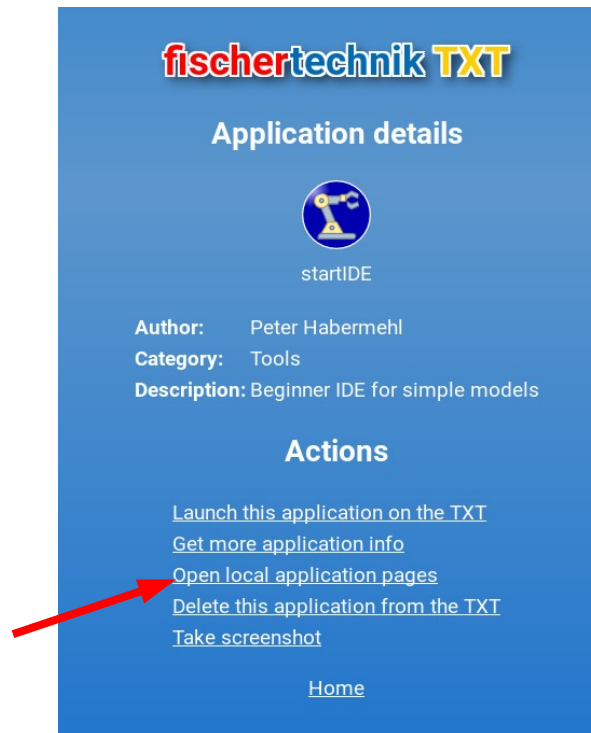 fischertechnik TXT
Application details
startIDE
Author: Peter Habermehl
Category: Tools
Description: Beginner IDE for simple models
Actions
Launch this application on the TXT
Get more application info
Open local application pages
Delete this application from the TXT
Take screenshot
Home